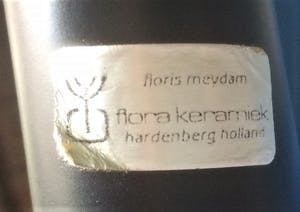 floris meydam
flora keramiek
hardenberg holland